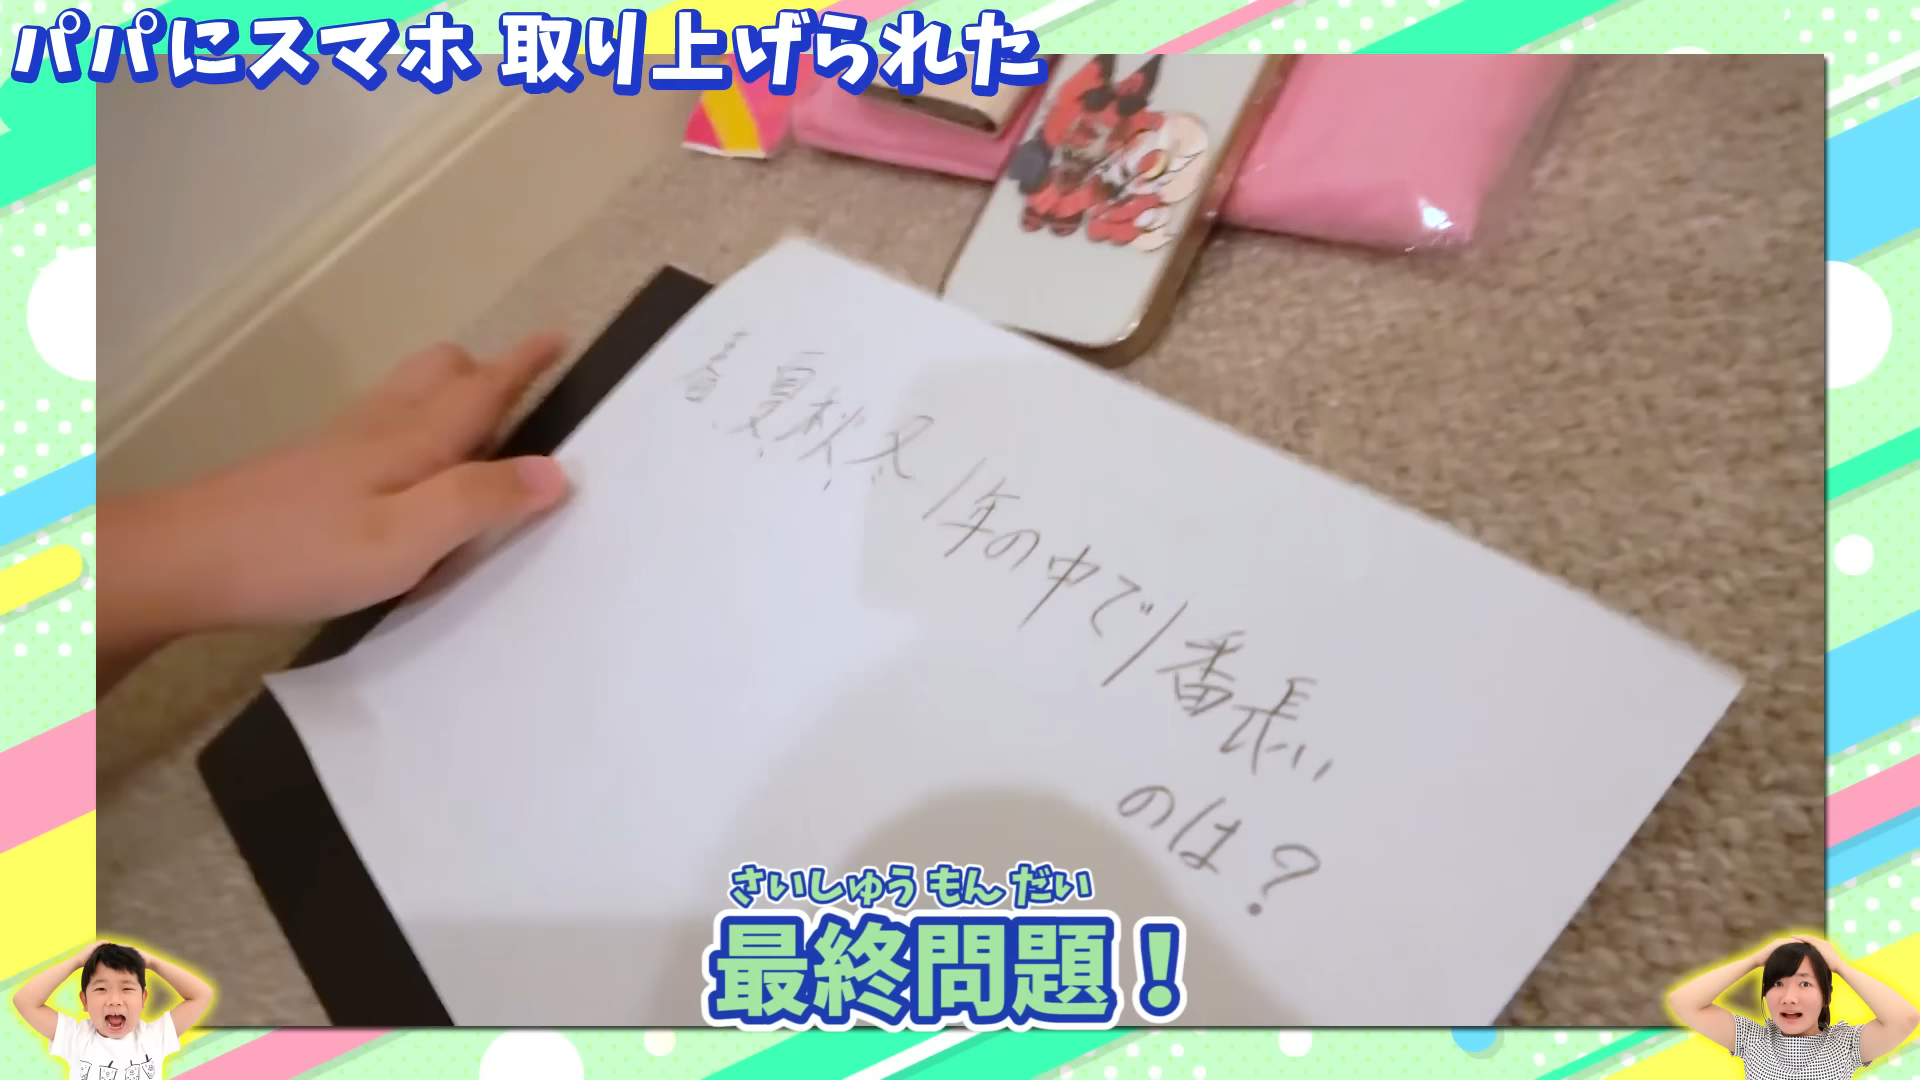 パパにスマホ 取り上げられた
春、夏、秋、冬 1年の中で1番長い
のは?
さいしゅう もん だい
最終問題!